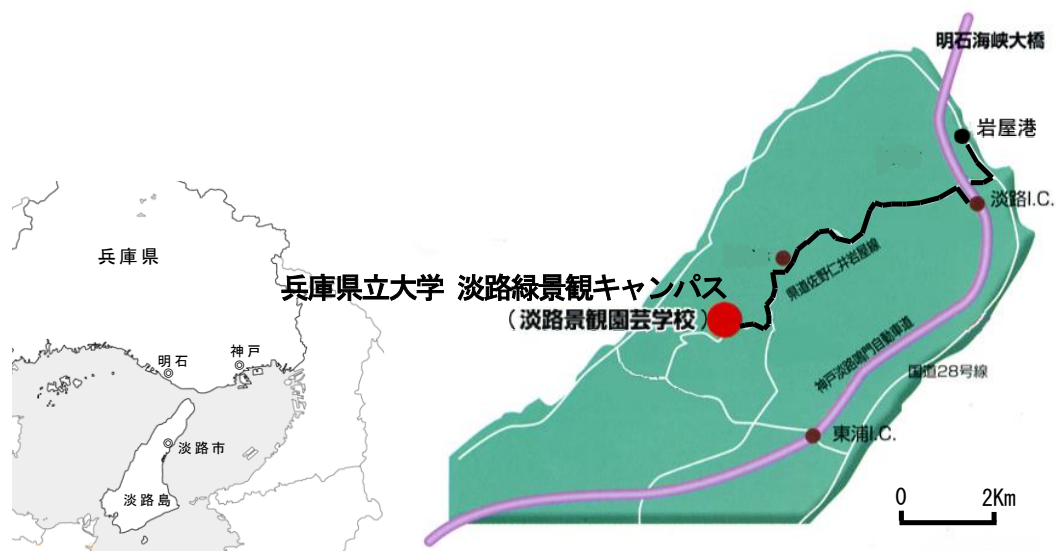 明石海峡大橋
岩屋港
淡路I.C.
兵庫県
県道佐野仁井岩屋線
兵庫県立大学 淡路緑景観キャンパス
（淡路景観園芸学校）
神戸淡路鳴門自動車道
明石
神戸
国道28号線
淡路市
東浦I.C.
淡路島
0 2Km